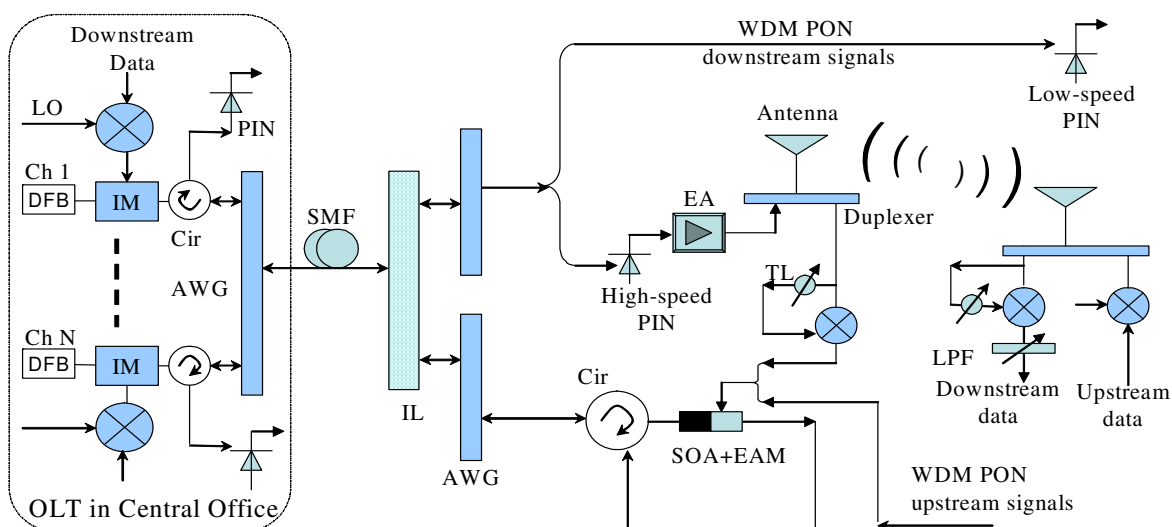 Downstream
Data
LO
PIN
Ch 1
DFB
IM
Cir
SMF
AWG
Ch N
DFB
IM
OLT in Central Office
IL
AWG
WDM PON
downstream signals
Low-speed
PIN
Antenna
EA
Duplexer
High-speed
PIN
TL
Cir
SOA+EAM
LPF
Downstream
data
Upstream
data
WDM PON
upstream signals